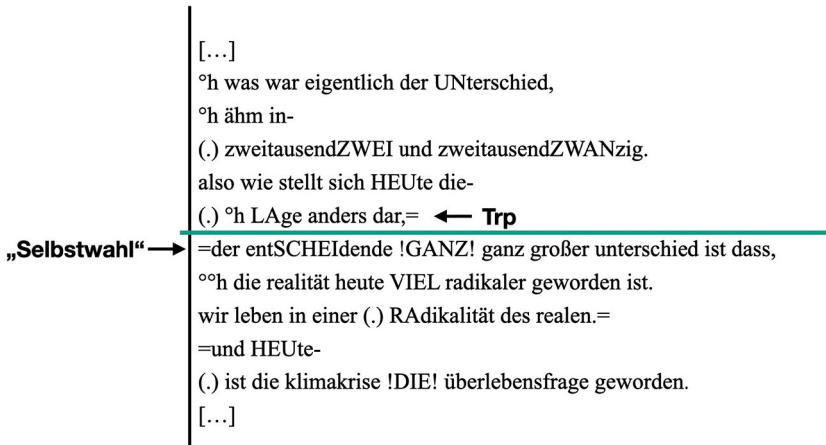 […]
°h was war eigentlich der UNterschied,
°h ähm in-
(.) zweitausendZWEI und zweitausendZWANzig.
also wie stellt sich HEUte die-
(.) °h LAge anders dar,= Trp
„Selbstwahl“ =der entSCHEIdende !GANZ! ganz großer unterschied ist dass,
°°h die realität heute VIEL radikaler geworden ist.
wir leben in einer (.) RAdikalität des realen.=
=und HEUte-
(.) ist die klimakrise !DIE! überlebensfrage geworden.
[…]